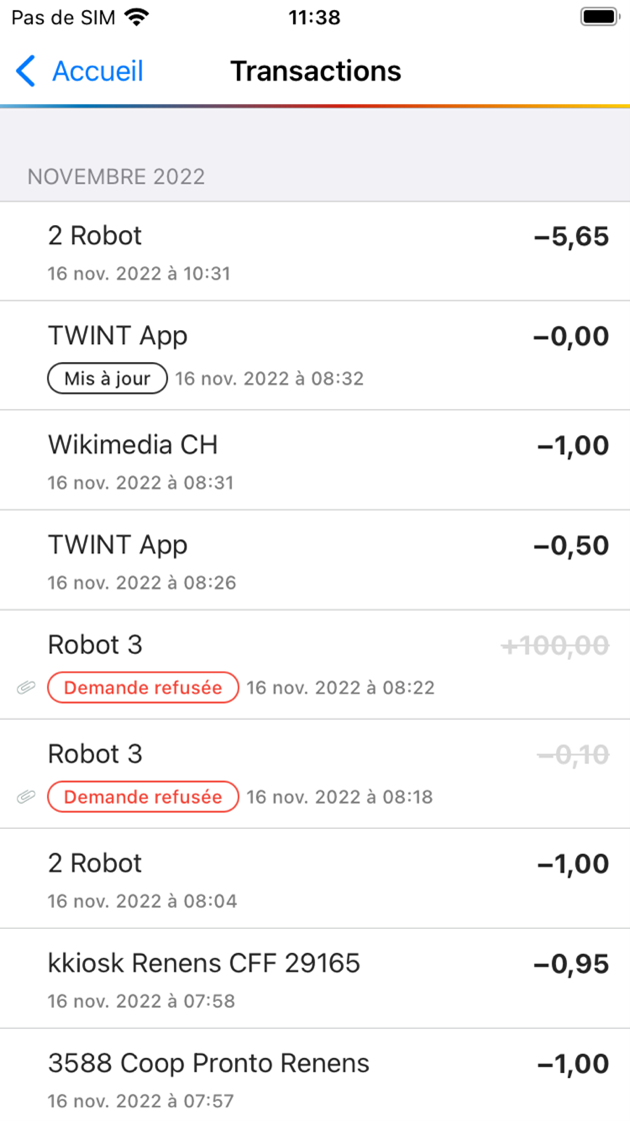 Pas de SIM 11:38
Accueil Transactions
NOVEMBRE 2022
2 Robot −5,65
16 nov. 2022 à 10:31
TWINT App −0,00
Mis à jour 16 nov. 2022 à 08:32
Wikimedia CH −1,00
16 nov. 2022 à 08:31
TWINT App −0,50
16 nov. 2022 à 08:26
Robot 3 +100,00
Demande refusée 16 nov. 2022 à 08:22
Robot 3 −0,10
Demande refusée 16 nov. 2022 à 08:18
2 Robot −1,00
16 nov. 2022 à 08:04
kkiosk Renens CFF 29165 −0,95
16 nov. 2022 à 07:58
3588 Coop Pronto Renens −1,00
16 nov. 2022 à 07:57